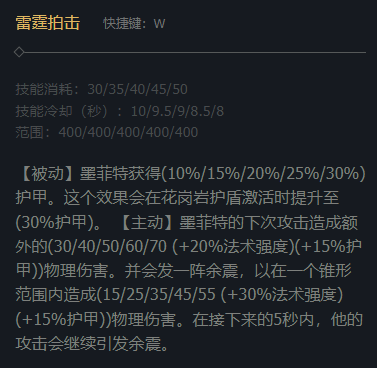 雷霆拍击 快捷键：W
技能消耗：30/35/40/45/50
技能冷却（秒）：10/9.5/9/8.5/8
范围：400/400/400/400/400
【被动】墨菲特获得(10%/15%/20%/25%/30%)
护甲。这个效果会在花岗岩护盾激活时提升至
(30%护甲)。 【主动】墨菲特的下次攻击造成额
外的(30/40/50/60/70 (+20%法术强度)(+15%护
甲))物理伤害。并会发一阵余震，以在一个锥形
范围内造成(15/25/35/45/55 (+30%法术强度)
(+15%护甲))物理伤害。在接下来的5秒内，他的
攻击会继续引发余震。